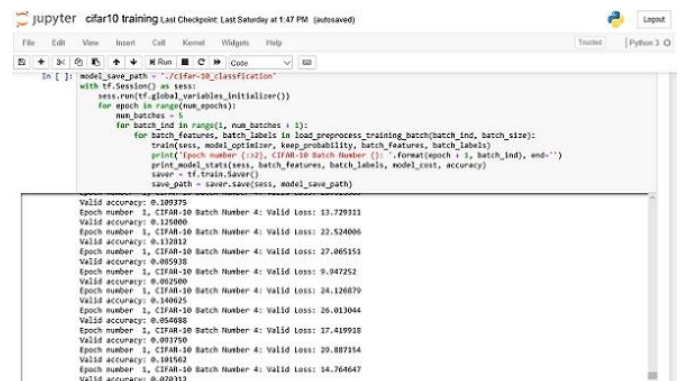 jupyter cifar10 training Last Checkpoint: Last Saturday at 1:47 PM (autosaved)
Logout
File Edit View Insert Cell Kernel Widgets Help
Trusted Python 3 O
Run C Code
In [ ]: model_save_path = './cifar-10_classfication'
with tf.Session() as sess:
sess.run(tf.global_variables_initializer())
for epoch in range(num_epochs):
num_batches = 5
for batch_ind in range(1, num_batches + 1):
for batch_features, batch_labels in load_preprocess_training_batch(batch_ind, batch_size):
train(sess, model_optimizer, keep_probability, batch_features, batch_labels)
print('Epoch number {:>2}, CIFAR-10 Batch Number {}: '.format(epoch + 1, batch_ind), end='')
print_model_stats(sess, batch_features, batch_labels, model_cost, accuracy)
saver = tf.train.Saver()
save_path = saver.save(sess, model_save_path)
Valid accuracy: 0.109375
Epoch number 1, CIFAR-10 Batch Number 4: Valid Loss: 13.729311
Valid accuracy: 0.125000
Epoch number 1, CIFAR-10 Batch Number 4: Valid Loss: 22.524006
Valid accuracy: 0.132812
Epoch number 1, CIFAR-10 Batch Number 4: Valid Loss: 27.065151
Valid accuracy: 0.085938
Epoch number 1, CIFAR-10 Batch Number 4: Valid Loss: 9.947252
Valid accuracy: 0.062500
Epoch number 1, CIFAR-10 Batch Number 4: Valid Loss: 24.126879
Valid accuracy: 0.140625
Epoch number 1, CIFAR-10 Batch Number 4: Valid Loss: 26.013044
Valid accuracy: 0.054688
Epoch number 1, CIFAR-10 Batch Number 4: Valid Loss: 17.419918
Valid accuracy: 0.093750
Epoch number 1, CIFAR-10 Batch Number 4: Valid Loss: 29.887154
Valid accuracy: 0.101562
Epoch number 1, CIFAR-10 Batch Number 4: Valid Loss: 14.764647
Valid accuracy: 0.070312